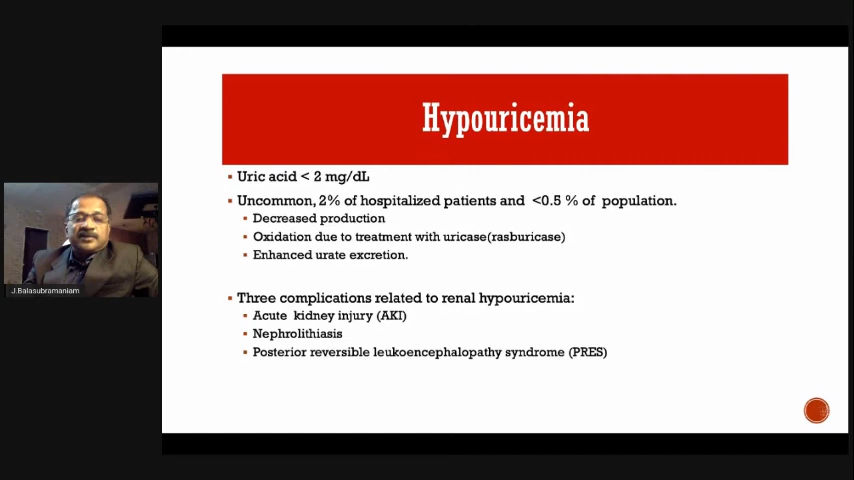 Hypouricemia
Uric acid < 2 mg/dL
Uncommon, 2% of hospitalized patients and <0.5 % of population.
Decreased production
Oxidation due to treatment with uricase(rasburicase)
Enhanced urate excretion.
Three complications related to renal hypouricemia:
Acute kidney injury (AKI)
Nephrolithiasis
Posterior reversible leukoencephalopathy syndrome (PRES)
J.Balasubramaniam